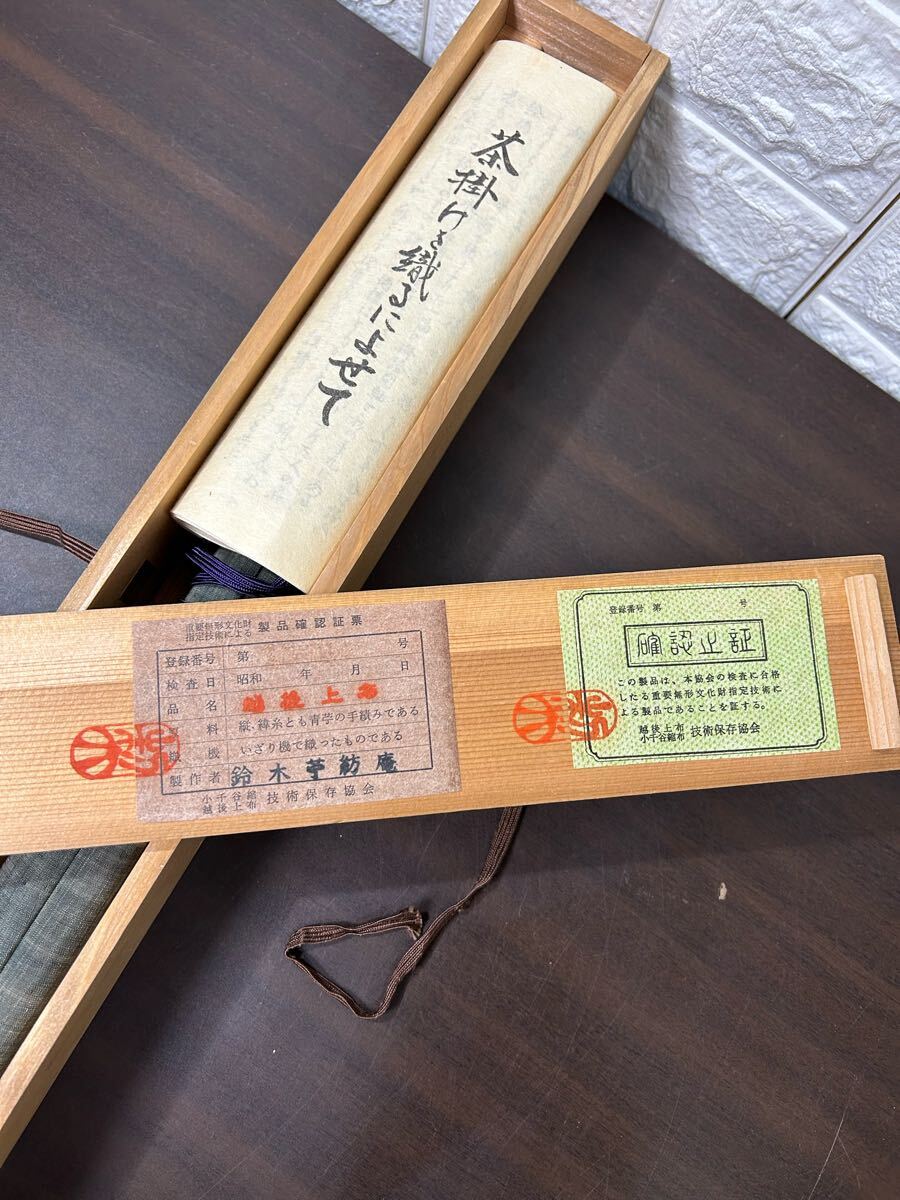 茶掛けを織るによせて
重要無形文化財
指定技術による 製品確認証票
登録番号 第 号
検査日 昭和 年 月 日
品名 越後上布
料 縦、緯糸とも青苧の手積みである
機 いざり機で織ったものである
製作者 鈴木苧紡庵
小千谷縮
越後上布 技術保存協会
登録番号 第 号
確認之証
この製品は、本協会の検査に合格
したる重要無形文化財指定技術に
よる製品であることを証する。
越後上布
小千谷縮布 技術保存協会